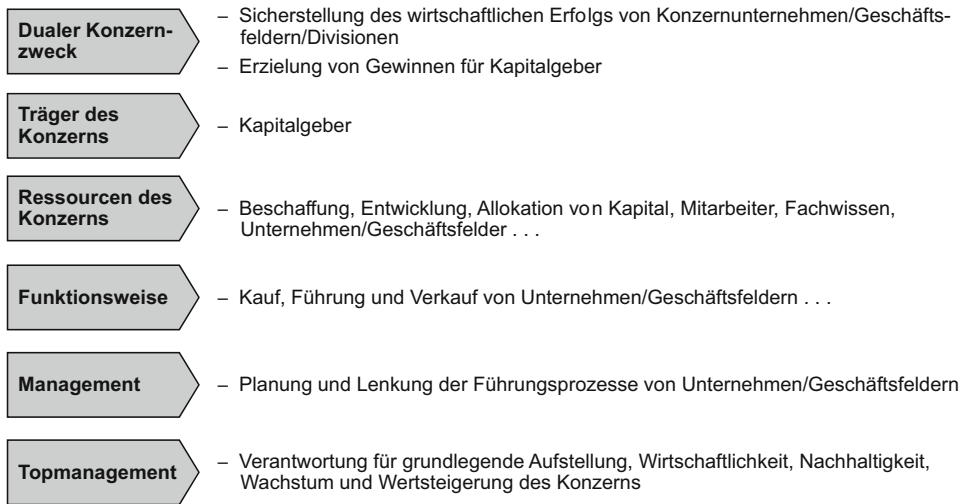 Dualer Konzern-
zweck
– Sicherstellung des wirtschaftlichen Erfolgs von Konzernunternehmen/Geschäfts-
feldern/Divisionen
– Erzielung von Gewinnen für Kapitalgeber
Träger des
Konzerns
– Kapitalgeber
Ressourcen des
Konzerns
– Beschaffung, Entwicklung, Allokation von Kapital, Mitarbeiter, Fachwissen,
Unternehmen/Geschäftsfelder . . .
Funktionsweise
– Kauf, Führung und Verkauf von Unternehmen/Geschäftsfeldern . . .
Management
– Planung und Lenkung der Führungsprozesse von Unternehmen/Geschäftsfeldern
Topmanagement
– Verantwortung für grundlegende Aufstellung, Wirtschaftlichkeit, Nachhaltigkeit,
Wachstum und Wertsteigerung des Konzerns